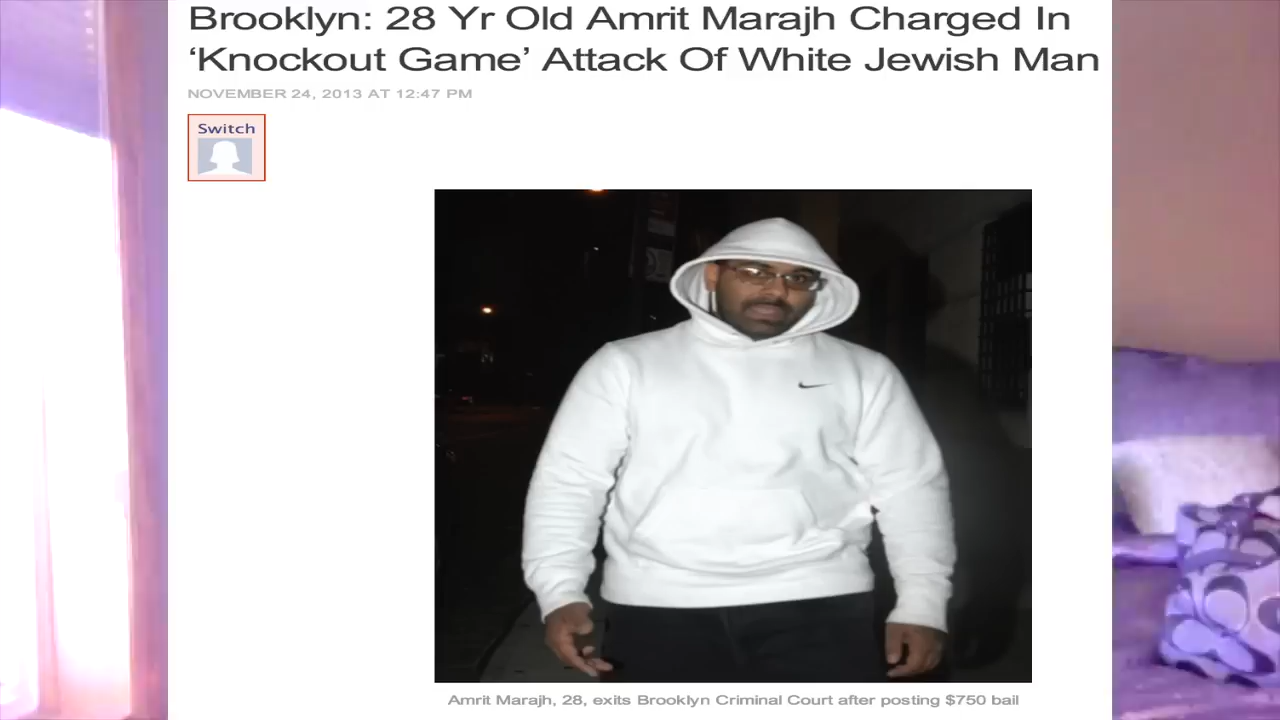 Brooklyn: 28 Yr Old Amrit Marajh Charged In
‘Knockout Game’ Attack Of White Jewish Man
NOVEMBER 24, 2013 AT 12:47 PM
Switch
Amrit Marajh, 28, exits Brooklyn Criminal Court after posting $750 bail